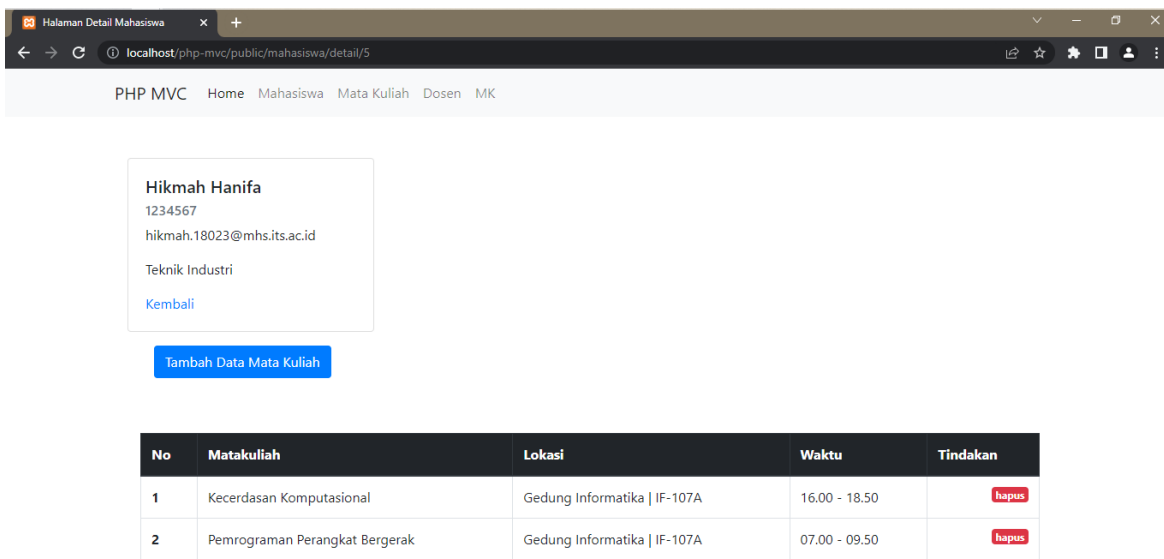 Halaman Detail Mahasiswa
localhost/php-mvc/public/mahasiswa/detail/5
PHP MVC Home Mahasiswa Mata Kuliah Dosen MK
Hikmah Hanifa
1234567
hikmah.18023@mhs.its.ac.id
Teknik Industri
Kembali
Tambah Data Mata Kuliah
No Matakuliah Lokasi Waktu Tindakan
1 Kecerdasan Komputasional Gedung Informatika | IF-107A 16.00 - 18.50 hapus
2 Pemrograman Perangkat Bergerak Gedung Informatika | IF-107A 07.00 - 09.50 hapus